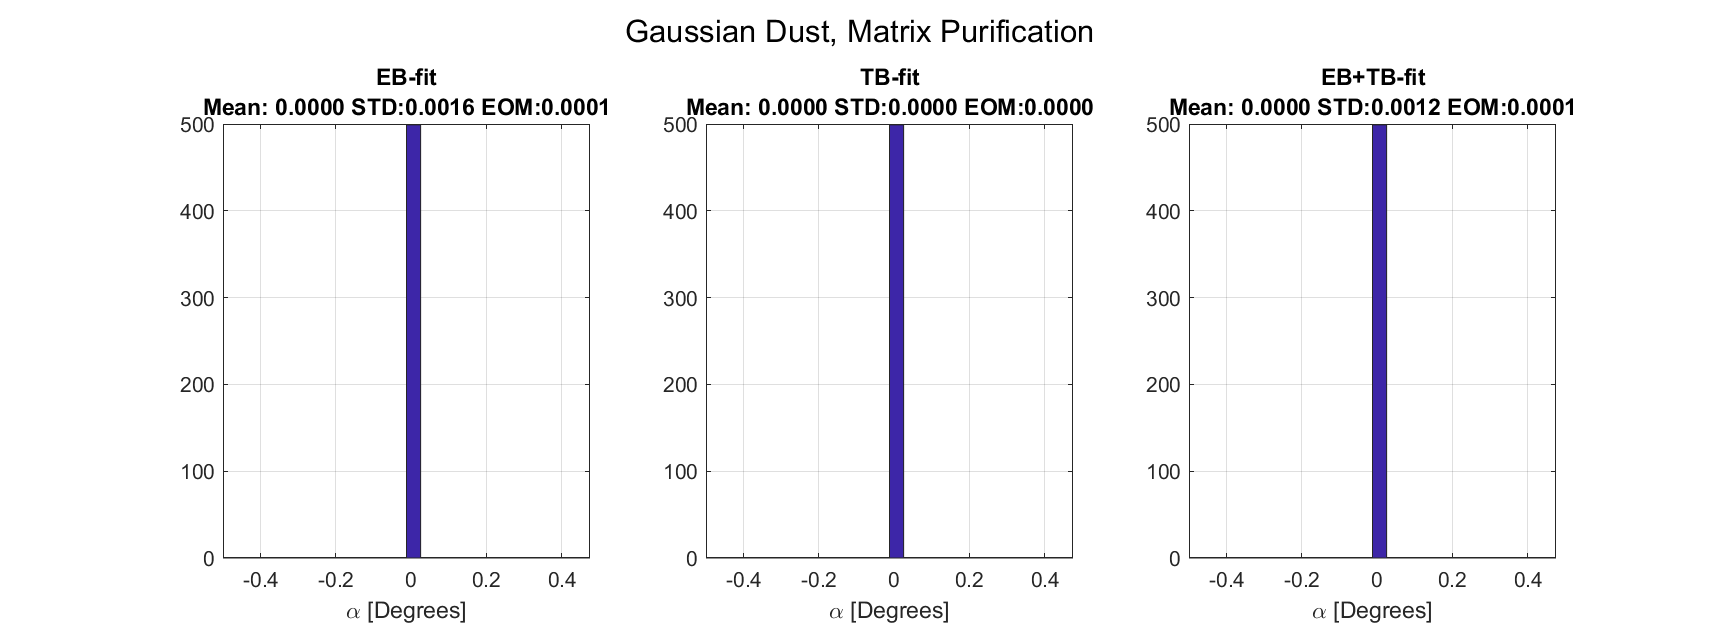 Gaussian Dust, Matrix Purification
EB-fit
Mean: 0.0000 STD:0.0016 EOM:0.0001
500
400
300
200
100
0
-0.4 -0.2 0 0.2 0.4
α [Degrees]
TB-fit
Mean: 0.0000 STD:0.0000 EOM:0.0000
500
400
300
200
100
0
-0.4 -0.2 0 0.2 0.4
α [Degrees]
EB+TB-fit
Mean: 0.0000 STD:0.0012 EOM:0.0001
500
400
300
200
100
0
-0.4 -0.2 0 0.2 0.4
α [Degrees]